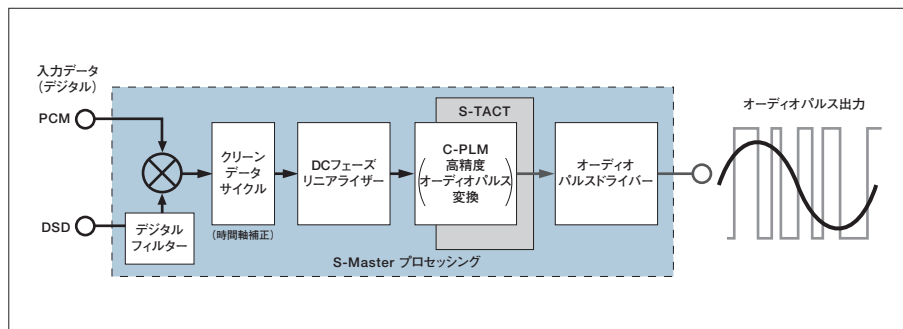 入力データ
(デジタル)
PCM
DSD
デジタル
フィルター
クリーン
データ
サイクル
(時間軸補正)
DCフェーズ
リニアライザー
S-TACT
C-PLM
高精度
オーディオパルス
変換
オーディオ
パルスドライバー
S-Master プロセッシング
オーディオパルス出力